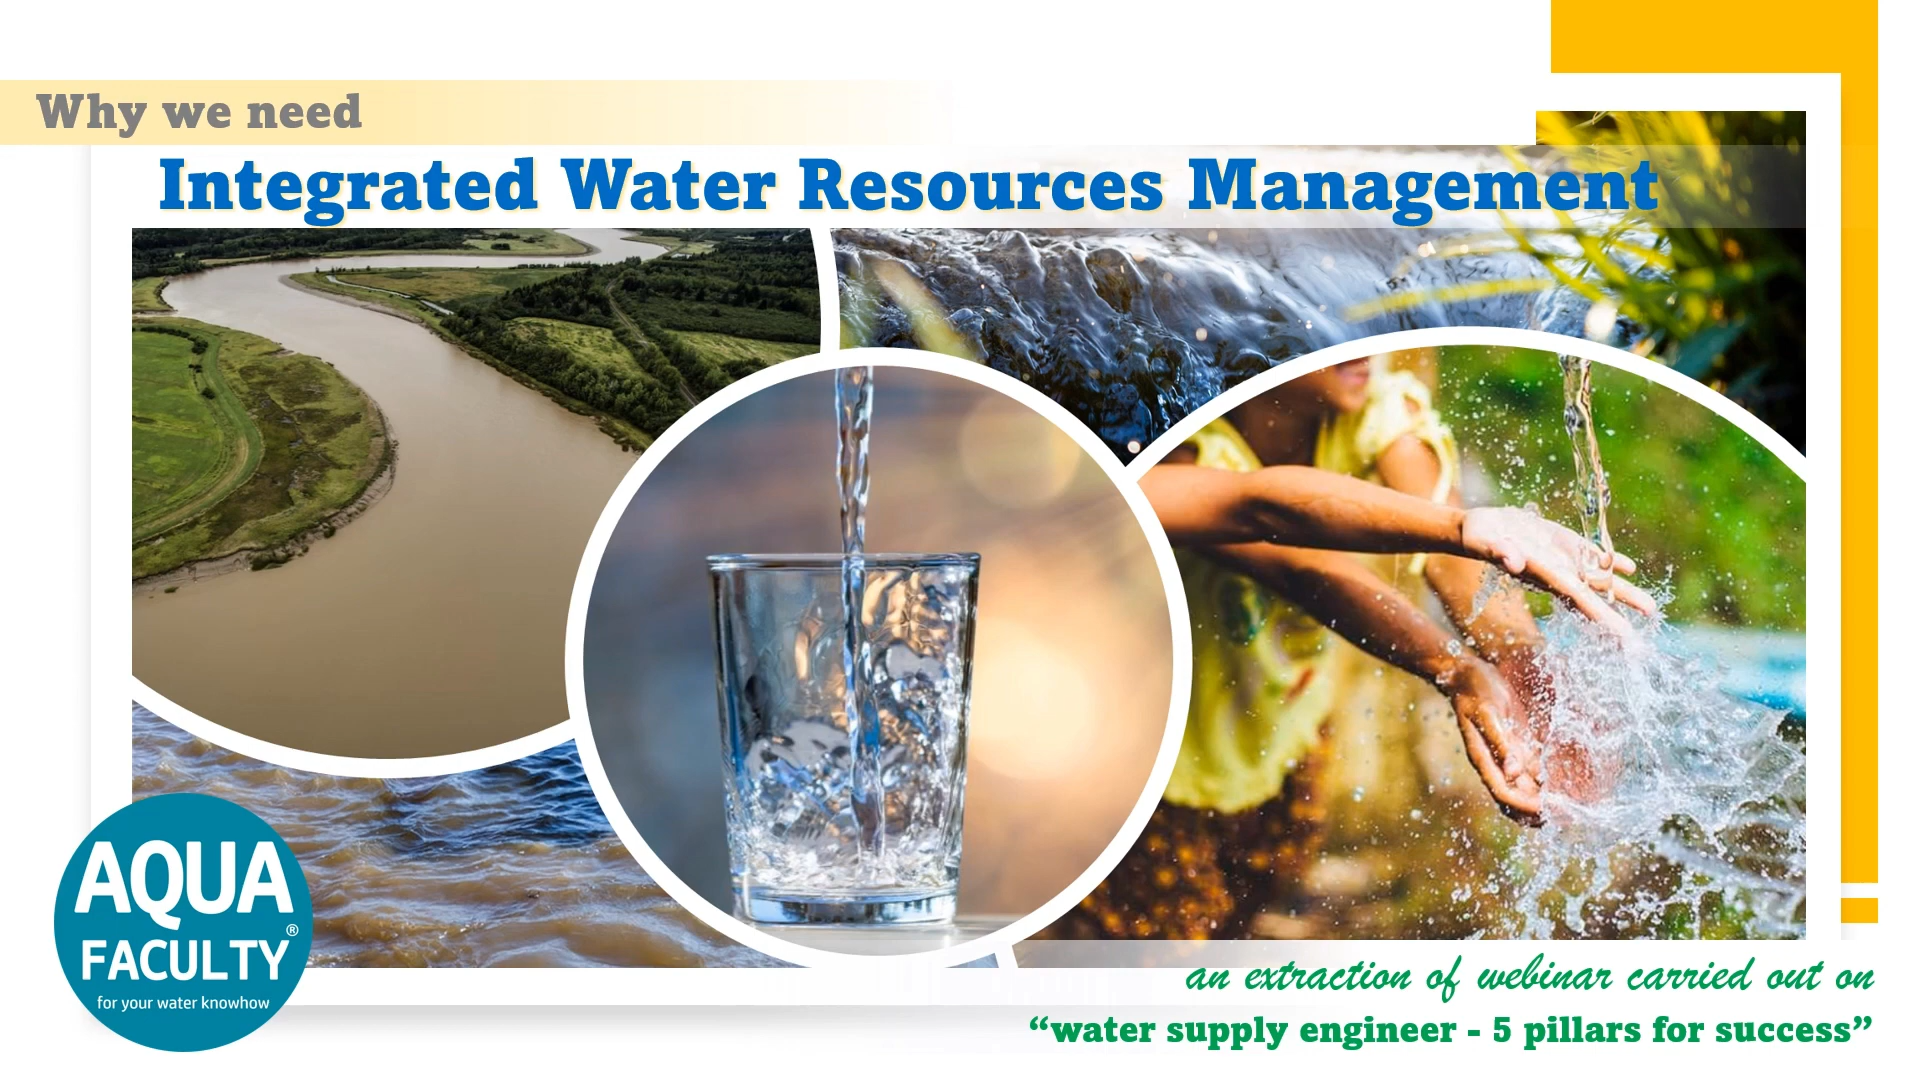 Why we need
Integrated Water Resources Management
AQUA
FACULTY®
for your water knowhow
an extraction of webinar carried out on
“water supply engineer - 5 pillars for success”